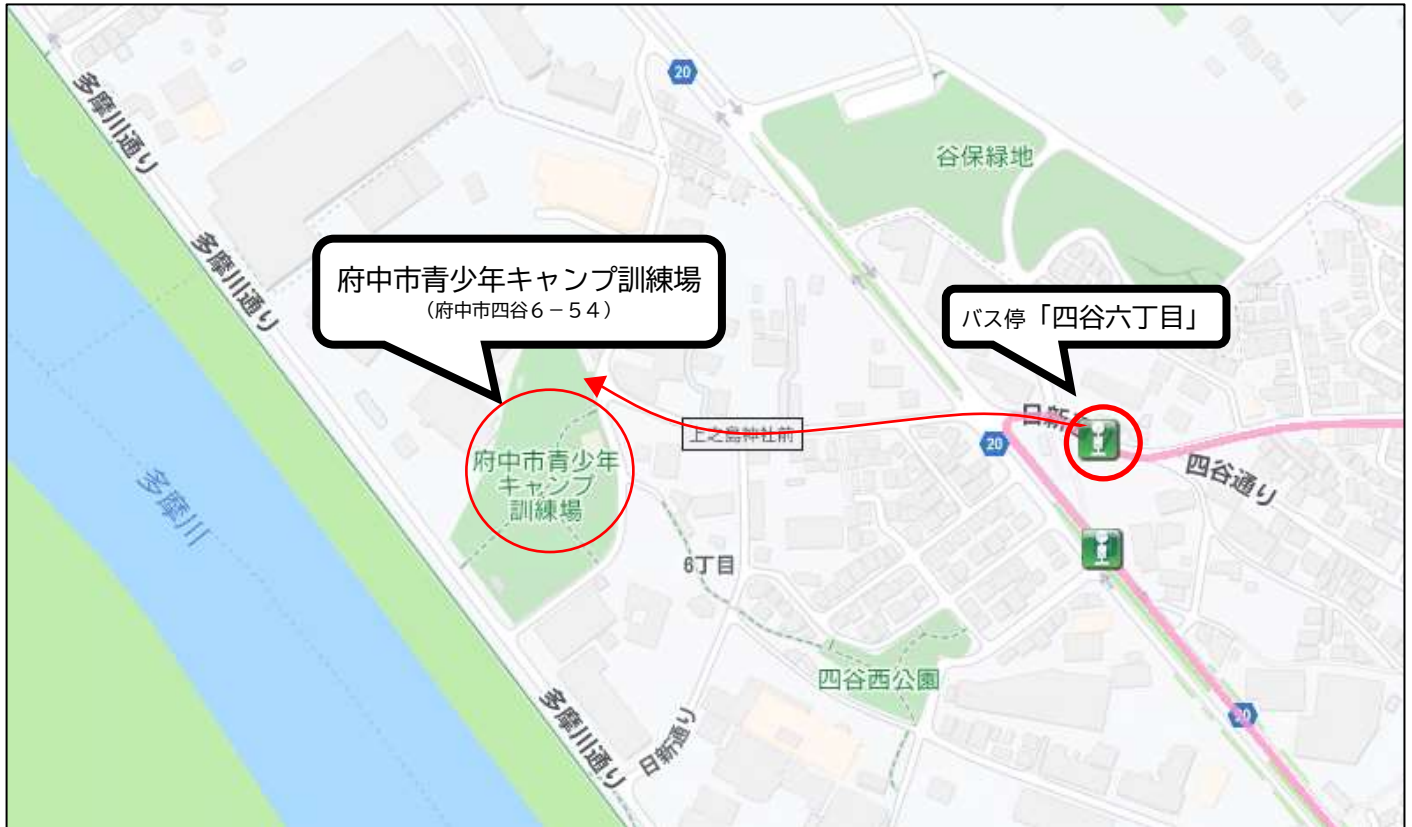 20
多摩川通り
谷保緑地
多摩川通り
府中市青少年キャンプ訓練場
（府中市四谷６－５４）
バス停「四谷六丁目」
日新
上之島神社前
20
四谷通り
府中市青少年
キャンプ
訓練場
多摩川
6丁目
四谷西公園
20
多摩川通り
日新通り